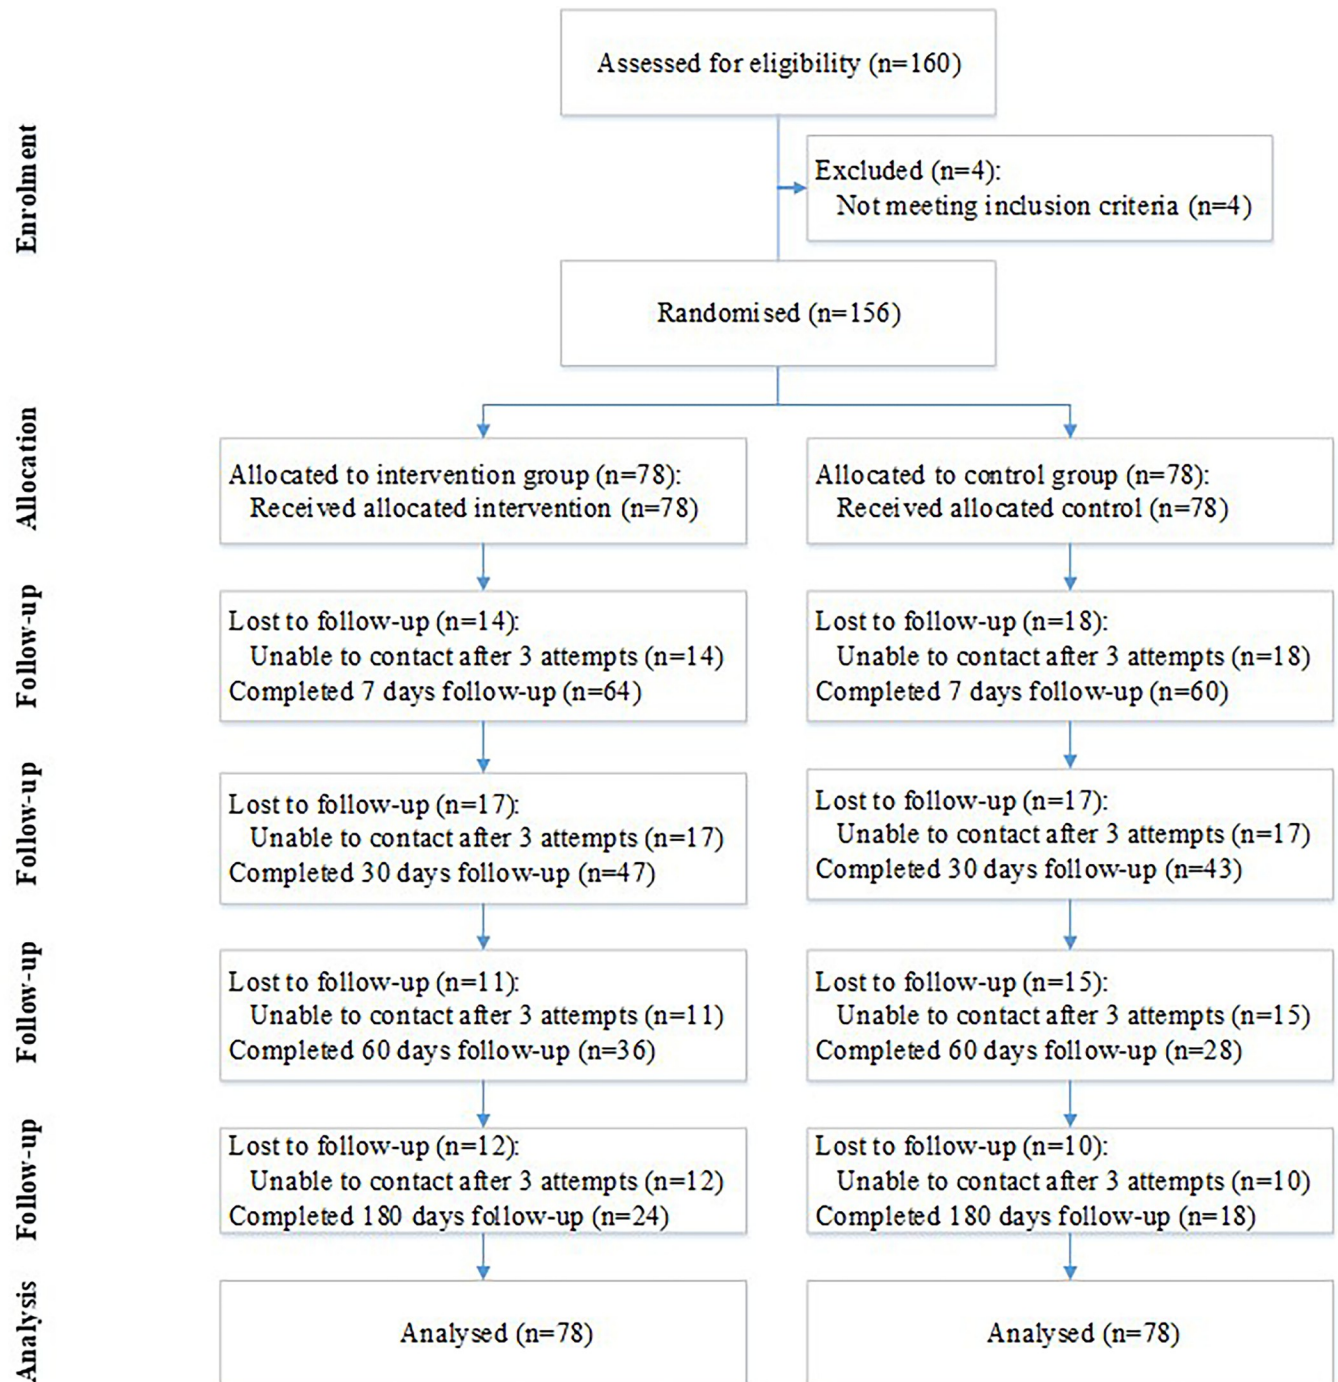 Enrolment
Assessed for eligibility (n=160)
Excluded (n=4):
Not meeting inclusion criteria (n=4)
Randomised (n=156)
Allocation
Allocated to intervention group (n=78):
Received allocated intervention (n=78)
Allocated to control group (n=78):
Received allocated control (n=78)
Follow-up
Lost to follow-up (n=14):
Unable to contact after 3 attempts (n=14)
Completed 7 days follow-up (n=64)
Lost to follow-up (n=18):
Unable to contact after 3 attempts (n=18)
Completed 7 days follow-up (n=60)
Follow-up
Lost to follow-up (n=17):
Unable to contact after 3 attempts (n=17)
Completed 30 days follow-up (n=47)
Lost to follow-up (n=17):
Unable to contact after 3 attempts (n=17)
Completed 30 days follow-up (n=43)
Follow-up
Lost to follow-up (n=11):
Unable to contact after 3 attempts (n=11)
Completed 60 days follow-up (n=36)
Lost to follow-up (n=15):
Unable to contact after 3 attempts (n=15)
Completed 60 days follow-up (n=28)
Follow-up
Lost to follow-up (n=12):
Unable to contact after 3 attempts (n=12)
Completed 180 days follow-up (n=24)
Lost to follow-up (n=10):
Unable to contact after 3 attempts (n=10)
Completed 180 days follow-up (n=18)
Analysis
Analysed (n=78)
Analysed (n=78)